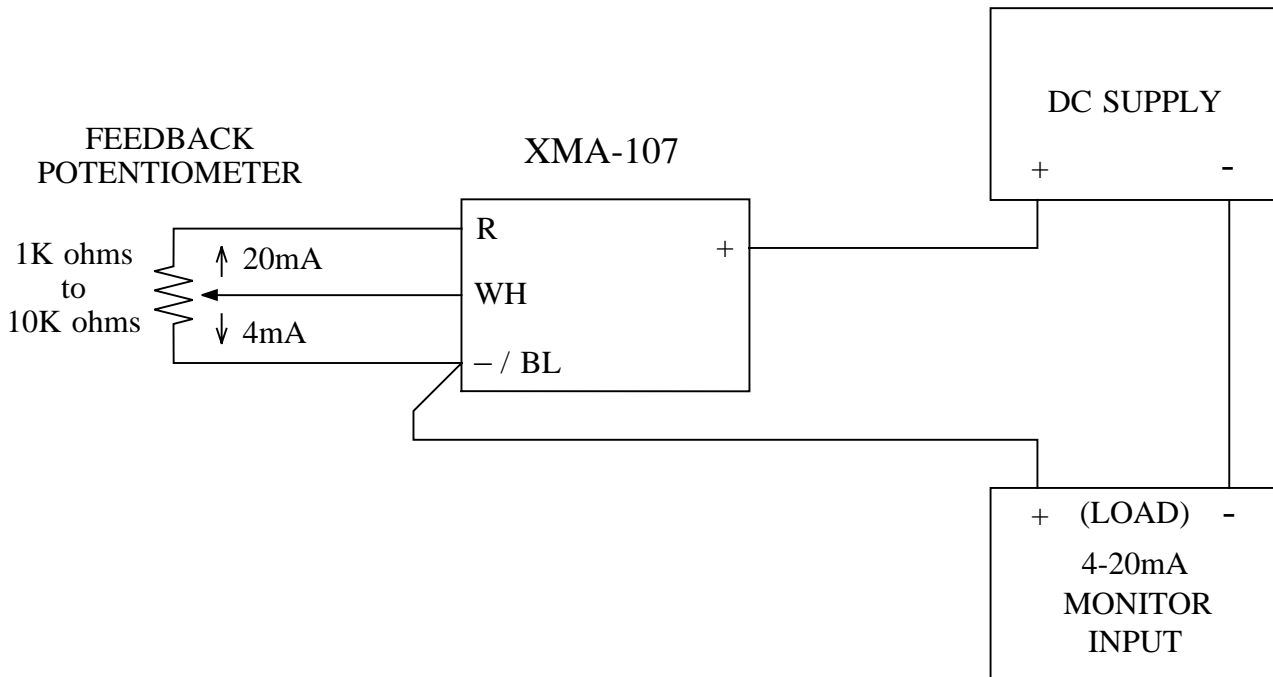 DC SUPPLY
+ -
FEEDBACK
POTENTIOMETER
XMA-107
1K ohms
to
10K ohms
20mA
4mA
R
WH
– / BL
+
+ (LOAD) -
4-20mA
MONITOR
INPUT